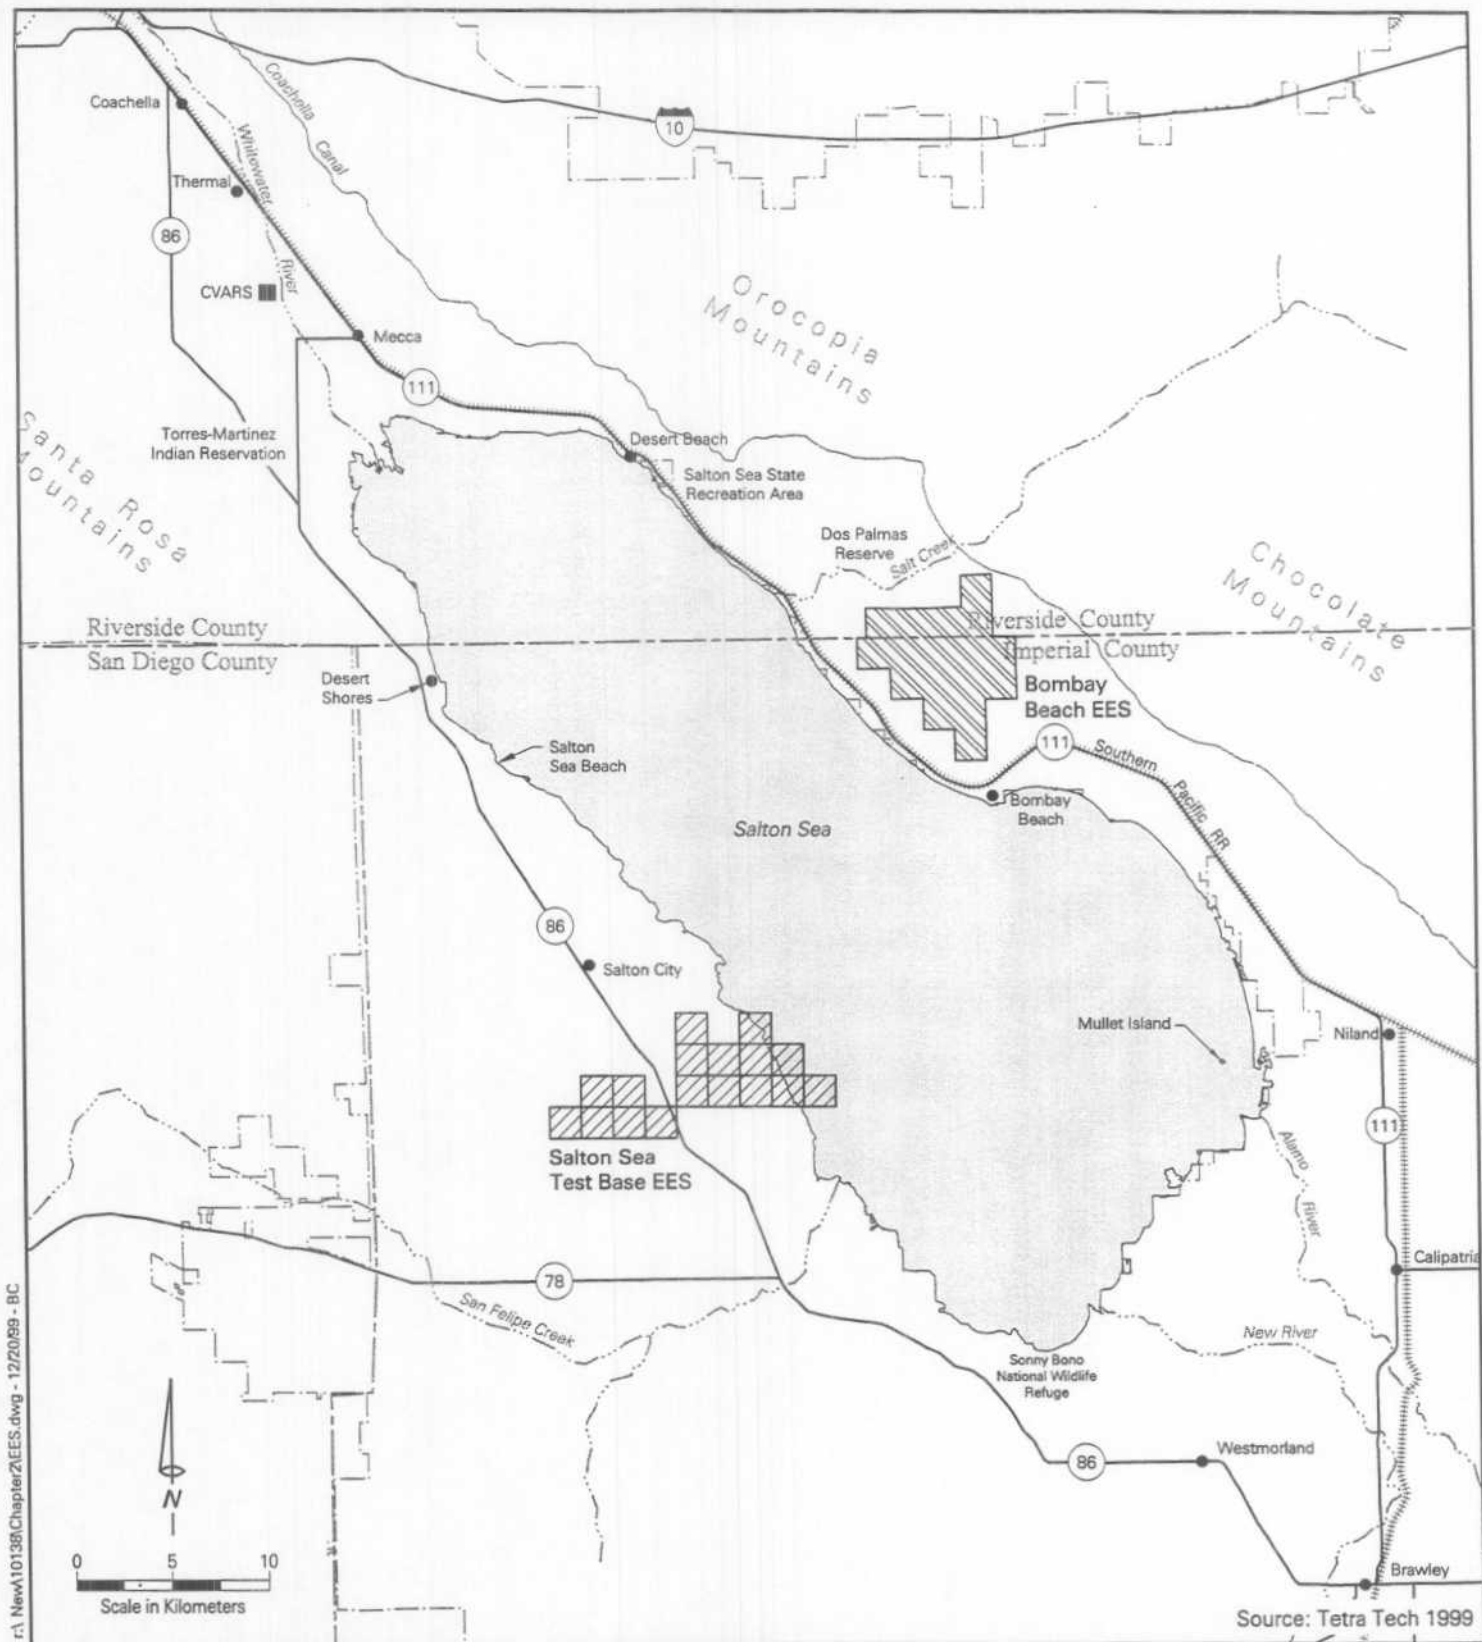 Coachella
Coacholla
Canal
10
Whitewater
River
Thermal
86
CVARS
Mecca
111
Orocopia
Mountains
Torres-Martinez
Indian Reservation
Santa Rosa
Mountains
Desert Beach
Salton Sea State
Recreation Area
Dos Palmas
Reserve
Salt Creek
Chocolate
Mountains
Riverside County
San Diego County
Riverside County
Imperial County
Desert
Shores
Bombay
Beach EES
111
Southern
Pacific RR
Salton
Sea Beach
Bombay
Beach
Salton Sea
86
Salton City
Mullet Island
Niland
111
Salton Sea
Test Base EES
Alamo
River
Calipatria
78
San Felipe Creek
New River
Sonny Bono
National Wildlife
Refuge
86
Westmorland
Brawley
N
0 5 10
Scale in Kilometers
Source: Tetra Tech 1999
r:\ New\10138\Chapter2\EES.dwg - 12/20/99 - BC